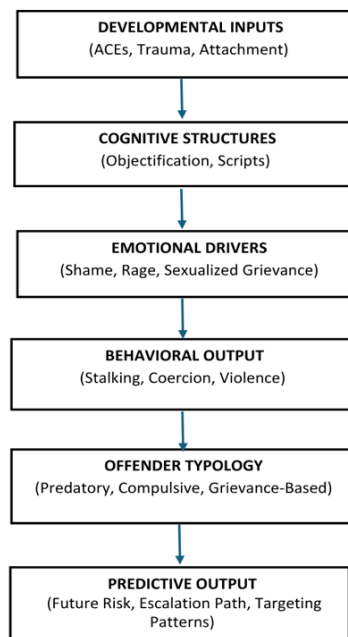 DEVELOPMENTAL INPUTS
(ACEs, Trauma, Attachment)
COGNITIVE STRUCTURES
(Objectification, Scripts)
EMOTIONAL DRIVERS
(Shame, Rage, Sexualized Grievance)
BEHAVIORAL OUTPUT
(Stalking, Coercion, Violence)
OFFENDER TYPOLOGY
(Predatory, Compulsive, Grievance-Based)
PREDICTIVE OUTPUT
(Future Risk, Escalation Path, Targeting
Patterns)